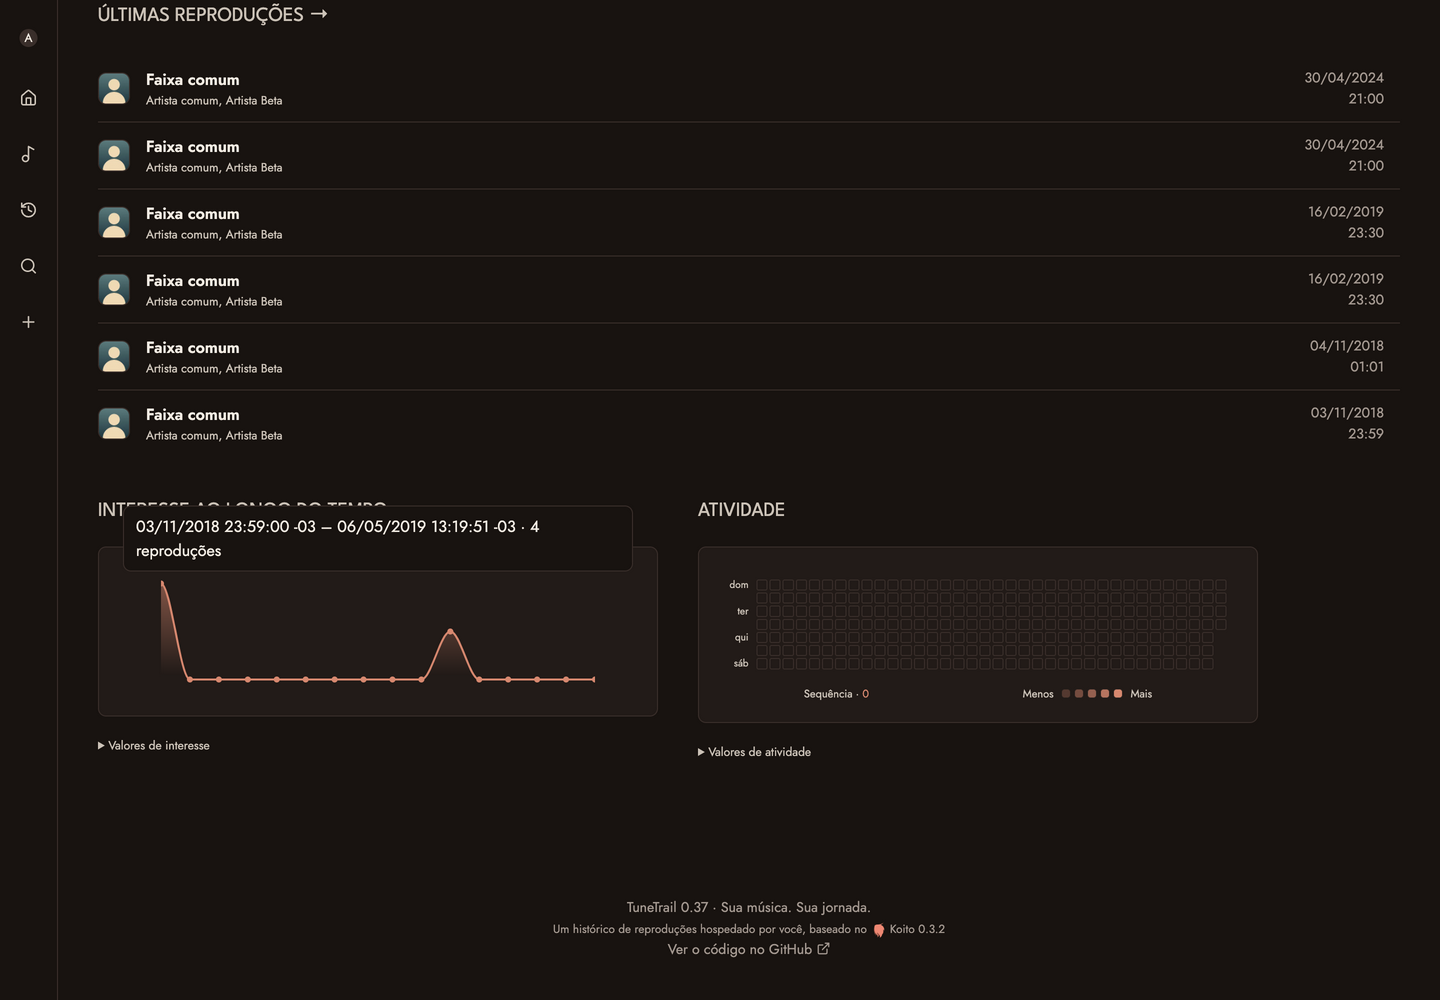 ÚLTIMAS REPRODUÇÕES →
A
Faixa comum
Artista comum, Artista Beta
30/04/2024
21:00
Faixa comum
Artista comum, Artista Beta
30/04/2024
21:00
Faixa comum
Artista comum, Artista Beta
16/02/2019
23:30
Faixa comum
Artista comum, Artista Beta
16/02/2019
23:30
Faixa comum
Artista comum, Artista Beta
04/11/2018
01:01
Faixa comum
Artista comum, Artista Beta
03/11/2018
23:59
INTERESSE AO LONGO DO TEMPO
03/11/2018 23:59:00 -03 – 06/05/2019 13:19:51 -03 · 4
reproduções
Valores de interesse
ATIVIDADE
dom
ter
qui
sáb
Sequência · 0
Menos
Mais
Valores de atividade
TuneTrail 0.37 · Sua música. Sua jornada.
Um histórico de reproduções hospedado por você, baseado no Koito 0.3.2
Ver o código no GitHub